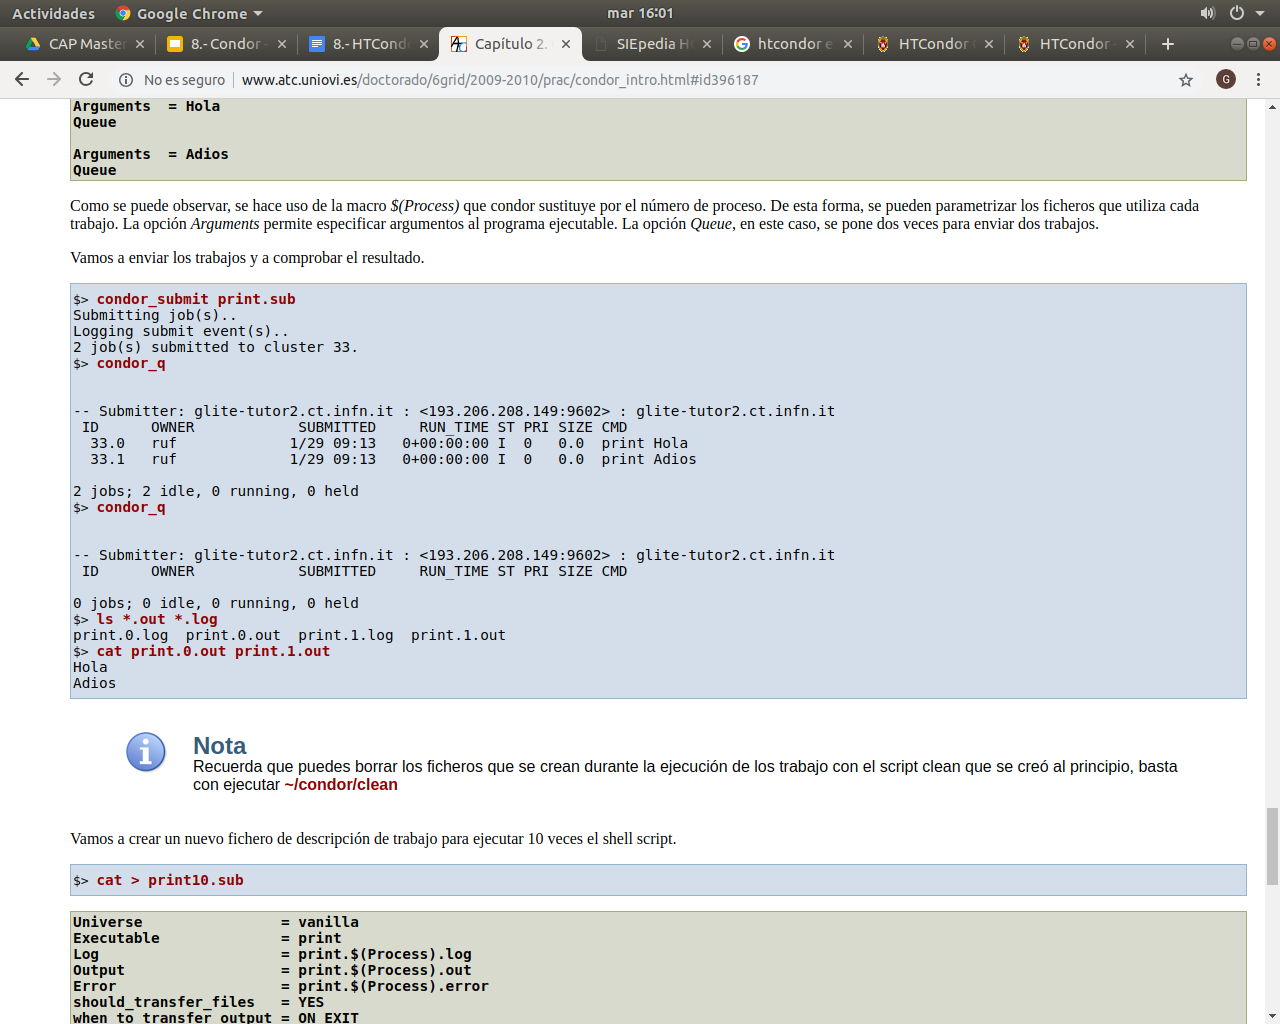 Actividades Google Chrome mar 16:01
CAP Master 8.- Condor - 8.- HTCond Capítulo 2. SIEpedia H htcondor e HTCondor HTCondor
No es seguro www.atc.uniovi.es/doctorado/6grid/2009-2010/prac/condor_intro.html#id396187 G
Arguments = Hola
Queue
Arguments = Adios
Queue
Como se puede observar, se hace uso de la macro $(Process) que condor sustituye por el número de proceso. De esta forma, se pueden parametrizar los ficheros que utiliza cada
trabajo. La opción Arguments permite especificar argumentos al programa ejecutable. La opción Queue, en este caso, se pone dos veces para enviar dos trabajos.
Vamos a enviar los trabajos y a comprobar el resultado.
$> condor_submit print.sub
Submitting job(s)..
Logging submit event(s)..
2 job(s) submitted to cluster 33.
$> condor_q
-- Submitter: glite-tutor2.ct.infn.it : <193.206.208.149:9602> : glite-tutor2.ct.infn.it
ID OWNER SUBMITTED RUN_TIME ST PRI SIZE CMD
33.0 ruf 1/29 09:13 0+00:00:00 I 0 0.0 print Hola
33.1 ruf 1/29 09:13 0+00:00:00 I 0 0.0 print Adios
2 jobs; 2 idle, 0 running, 0 held
$> condor_q
-- Submitter: glite-tutor2.ct.infn.it : <193.206.208.149:9602> : glite-tutor2.ct.infn.it
ID OWNER SUBMITTED RUN_TIME ST PRI SIZE CMD
0 jobs; 0 idle, 0 running, 0 held
$> ls *.out *.log
print.0.log print.0.out print.1.log print.1.out
$> cat print.0.out print.1.out
Hola
Adios
Nota
Recuerda que puedes borrar los ficheros que se crean durante la ejecución de los trabajo con el script clean que se creó al principio, basta
con ejecutar ~/condor/clean
Vamos a crear un nuevo fichero de descripción de trabajo para ejecutar 10 veces el shell script.
$> cat > print10.sub
Universe = vanilla
Executable = print
Log = print.$(Process).log
Output = print.$(Process).out
Error = print.$(Process).error
should_transfer_files = YES
when_to_transfer_output = ON_EXIT